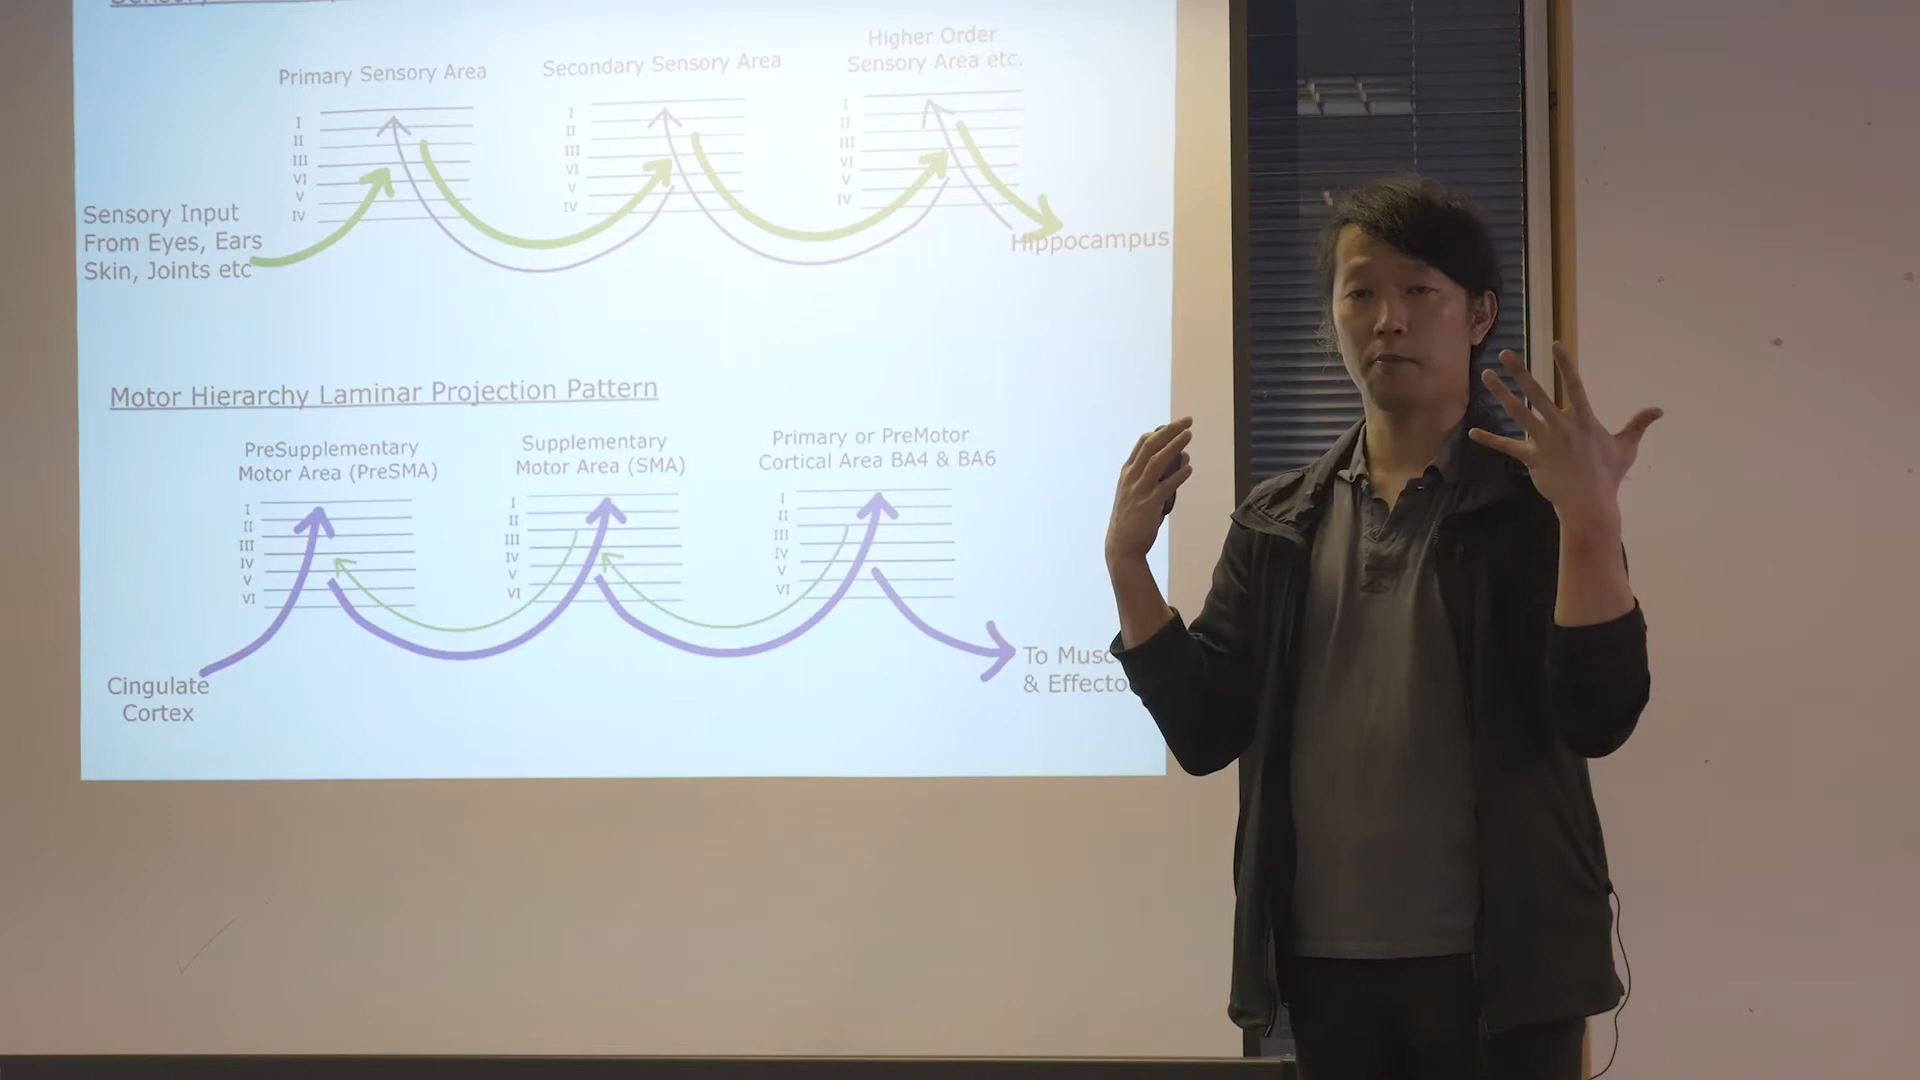 Sensory
Primary Sensory Area
Secondary Sensory Area
Higher Order
Sensory Area etc.
I
II
III
VI
V
IV
I
II
III
VI
V
IV
I
II
III
VI
V
IV
Sensory Input
From Eyes, Ears
Skin, Joints etc
Hippocampus
Motor Hierarchy Laminar Projection Pattern
PreSupplementary
Motor Area (PreSMA)
Supplementary
Motor Area (SMA)
Primary or PreMotor
Cortical Area BA4 & BA6
I
II
III
IV
V
VI
I
II
III
IV
V
VI
I
II
III
IV
V
VI
Cingulate
Cortex
To Musc
& Effecto